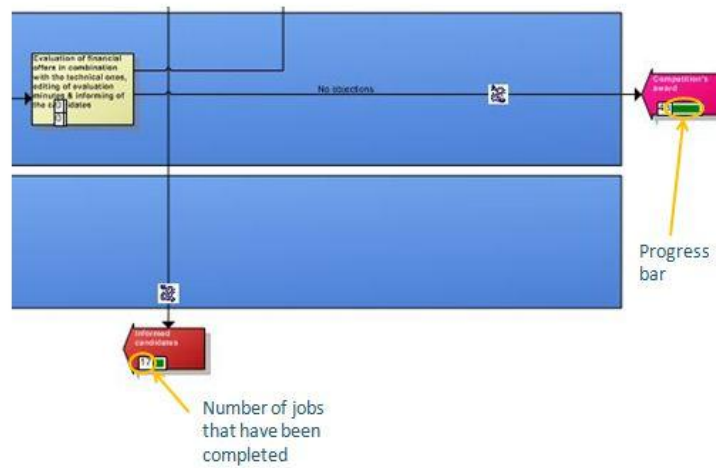 Evaluation of financial
offers in combination
with the technical ones,
editing of evaluation
minutes & informing of
the candidates
No objections
Competition's
award
Progress
bar
Informed
candidates
Number of jobs
that have been
completed